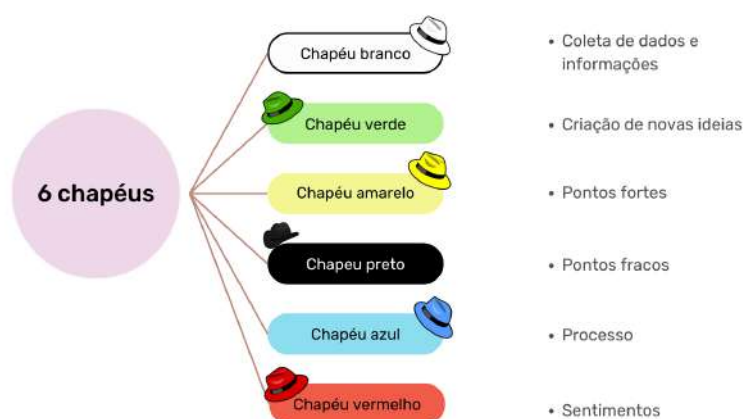 6 chapéus
Chapéu branco
• Coleta de dados e
informações
Chapéu verde
• Criação de novas ideias
Chapéu amarelo
• Pontos fortes
Chapeu preto
• Pontos fracos
Chapéu azul
• Processo
Chapéu vermelho
• Sentimentos